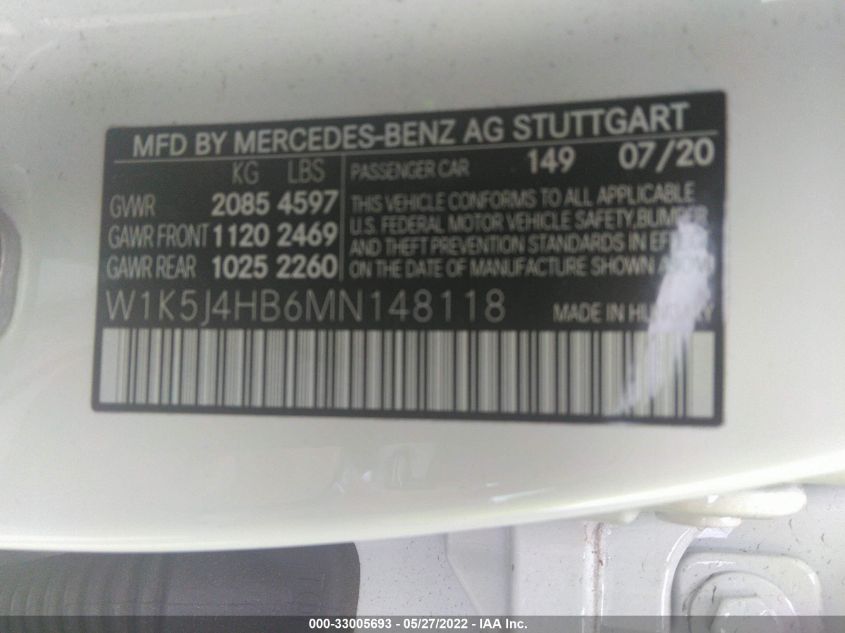 MFD BY MERCEDES-BENZ AG STUTTGART
KG LBS
GVWR 2085 4597
GAWR FRONT 1120 2469
GAWR REAR 1025 2260
PASSENGER CAR 149 07/20
THIS VEHICLE CONFORMS TO ALL APPLICABLE
U.S. FEDERAL MOTOR VEHICLE SAFETY, BUMPER
AND THEFT PREVENTION STANDARDS IN
ON THE DATE OF MANUFACTURE SHOWN
W1K5J4HB6MN148118
MADE IN
000-33005693 - 05/27/2022 - IAA Inc.